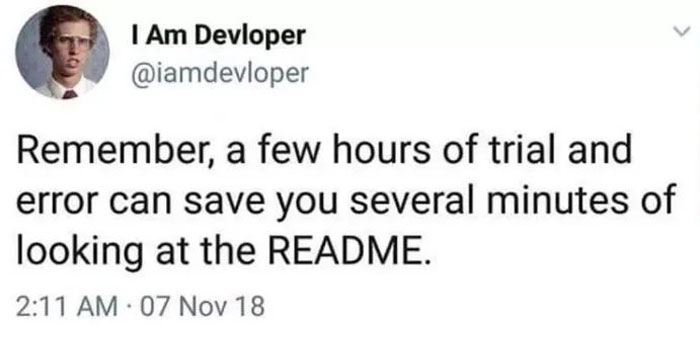 I Am Devloper
@iamdevloper
Remember, a few hours of trial and
error can save you several minutes of
looking at the README.
2:11 AM · 07 Nov 18